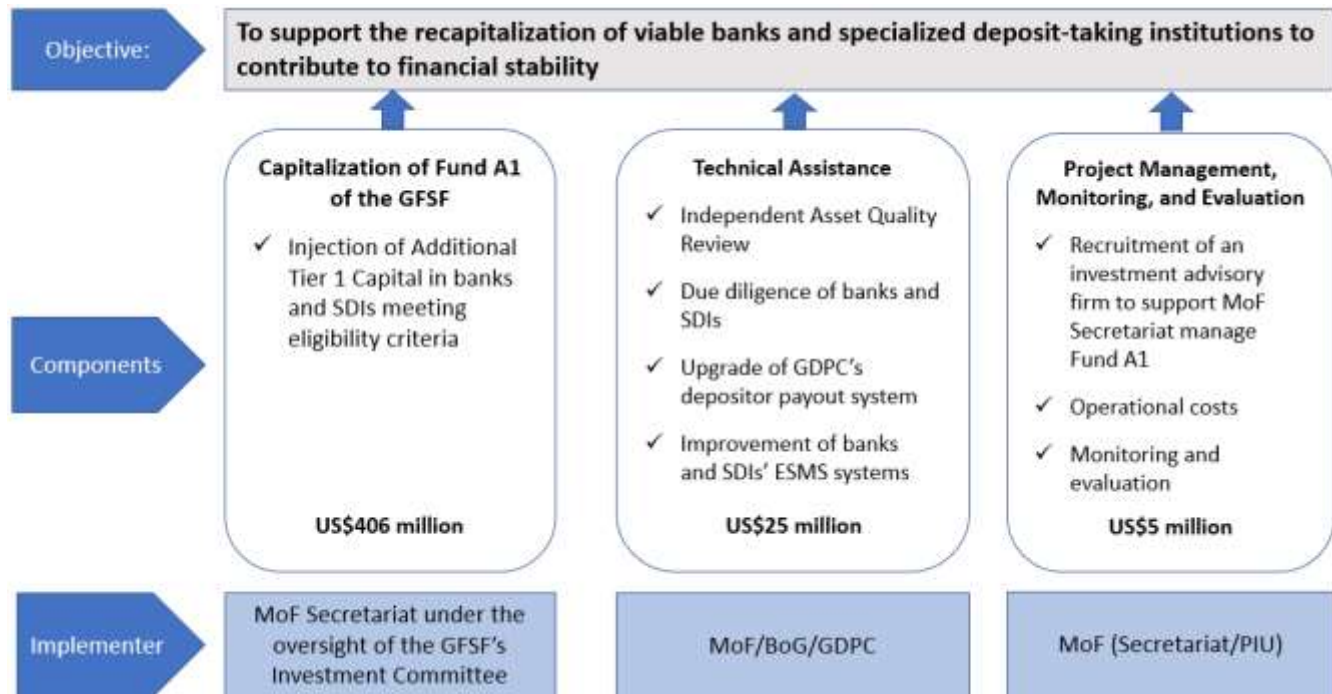 Objective:
To support the recapitalization of viable banks and specialized deposit-taking institutions to
contribute to financial stability
Components
Capitalization of Fund A1
of the GFSF
✓ Injection of Additional
Tier 1 Capital in banks
and SDIs meeting
eligibility criteria
US$406 million
Technical Assistance
✓ Independent Asset Quality
Review
✓ Due diligence of banks and
SDIs
✓ Upgrade of GDPC’s
depositor payout system
✓ Improvement of banks
and SDIs’ ESMS systems
US$25 million
Project Management,
Monitoring, and Evaluation
✓ Recruitment of an
investment advisory
firm to support MoF
Secretariat manage
Fund A1
✓ Operational costs
✓ Monitoring and
evaluation
US$5 million
Implementer
MoF Secretariat under the
oversight of the GFSF’s
Investment Committee
MoF/BoG/GDPC
MoF (Secretariat/PIU)